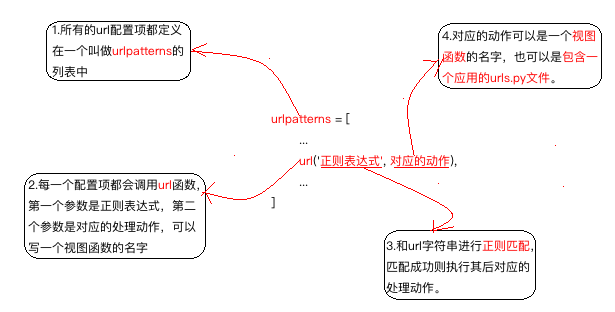 1.所有的url配置项都定义
在一个叫做urlpatterns的
列表中
4.对应的动作可以是一个视图
函数的名字，也可以是包含一
个应用的urls.py文件。
urlpatterns = [
...
url('正则表达式', 对应的动作),
...
]
2.每一个配置项都会调用url函数,
第一个参数是正则表达式，第二
个参数是对应的处理动作，可以
写一个视图函数的名字
3.和url字符串进行正则匹配,
匹配成功则执行其后对应的
处理动作。